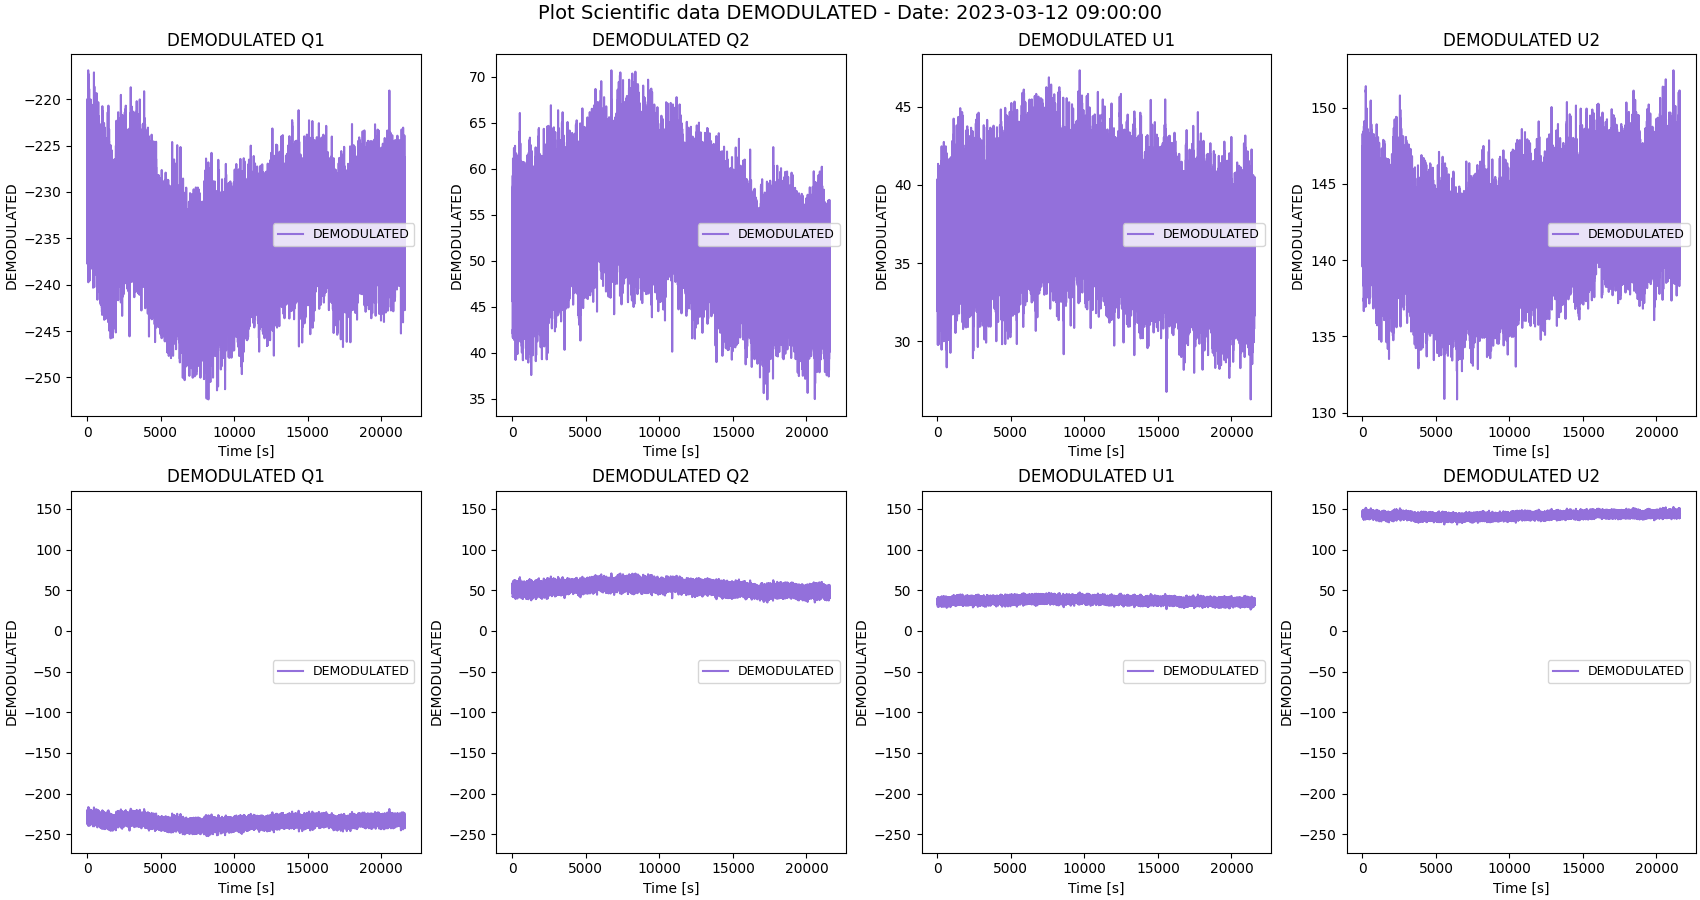 Plot Scientific data DEMODULATED - Date: 2023-03-12 09:00:00
DEMODULATED Q1
DEMODULATED
−220
−225
−230
−235
−240
−245
−250
0 5000 10000 15000 20000
Time [s]
DEMODULATED
DEMODULATED Q2
DEMODULATED
70
65
60
55
50
45
40
35
0 5000 10000 15000 20000
Time [s]
DEMODULATED
DEMODULATED U1
DEMODULATED
45
40
35
30
0 5000 10000 15000 20000
Time [s]
DEMODULATED
DEMODULATED U2
DEMODULATED
150
145
140
135
130
0 5000 10000 15000 20000
Time [s]
DEMODULATED
DEMODULATED Q1
DEMODULATED
150
100
50
0
−50
−100
−150
−200
−250
0 5000 10000 15000 20000
Time [s]
DEMODULATED
DEMODULATED Q2
DEMODULATED
150
100
50
0
−50
−100
−150
−200
−250
0 5000 10000 15000 20000
Time [s]
DEMODULATED
DEMODULATED U1
DEMODULATED
150
100
50
0
−50
−100
−150
−200
−250
0 5000 10000 15000 20000
Time [s]
DEMODULATED
DEMODULATED U2
DEMODULATED
150
100
50
0
−50
−100
−150
−200
−250
0 5000 10000 15000 20000
Time [s]
DEMODULATED